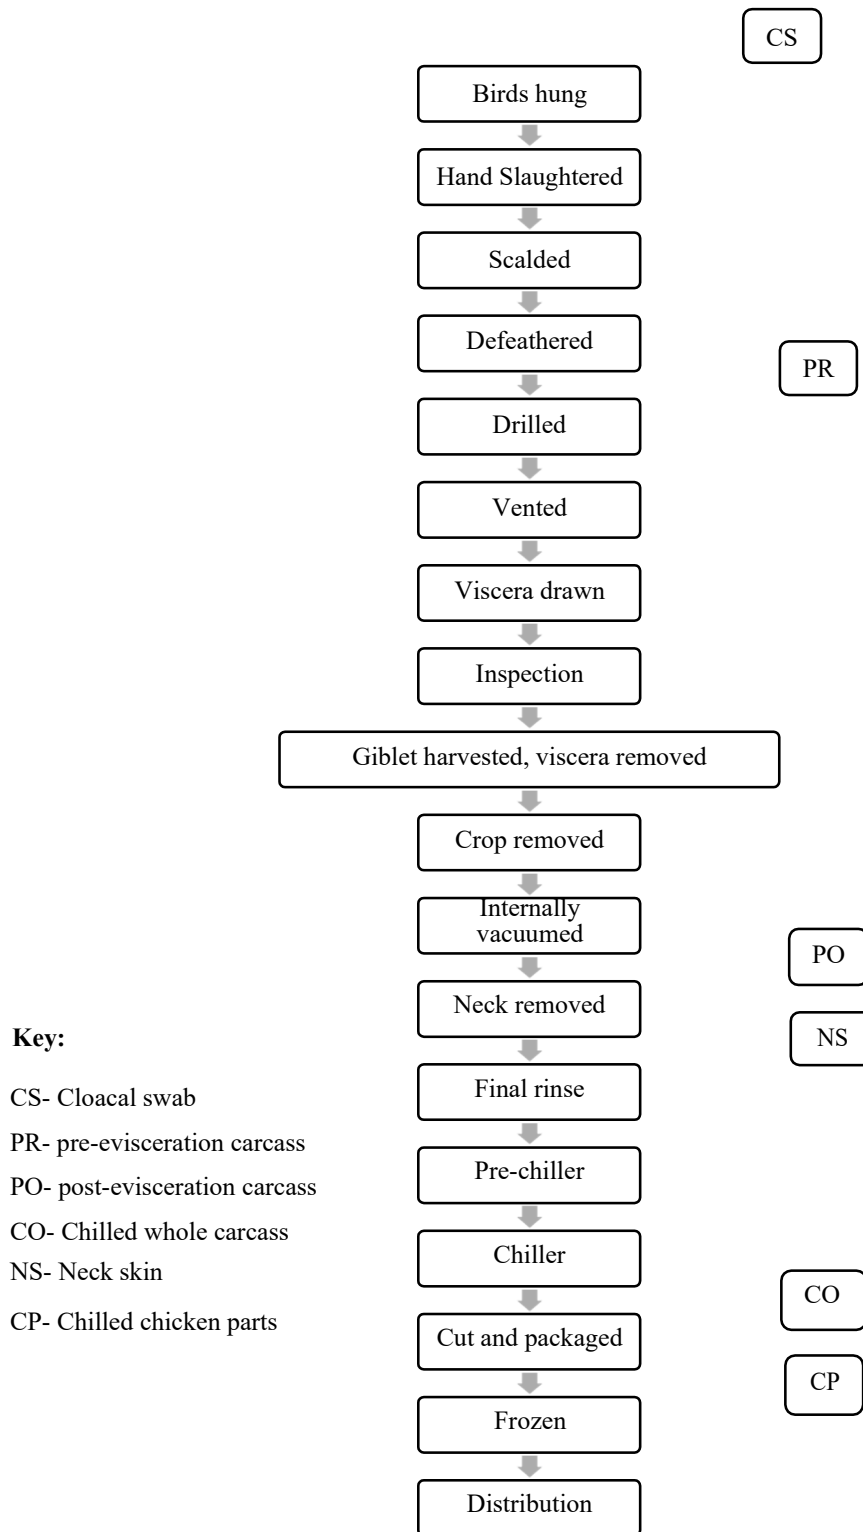 CS
Birds hung
Hand Slaughtered
Scalded
Defeathered
PR
Drilled
Vented
Viscera drawn
Inspection
Giblet harvested, viscera removed
Crop removed
Internally
vacuumed
PO
Neck removed
NS
Key:
Final rinse
CS- Cloacal swab
PR- pre-evisceration carcass
Pre-chiller
PO- post-evisceration carcass
CO- Chilled whole carcass
Chiller
NS- Neck skin
CO
CP- Chilled chicken parts
Cut and packaged
CP
Frozen
Distribution